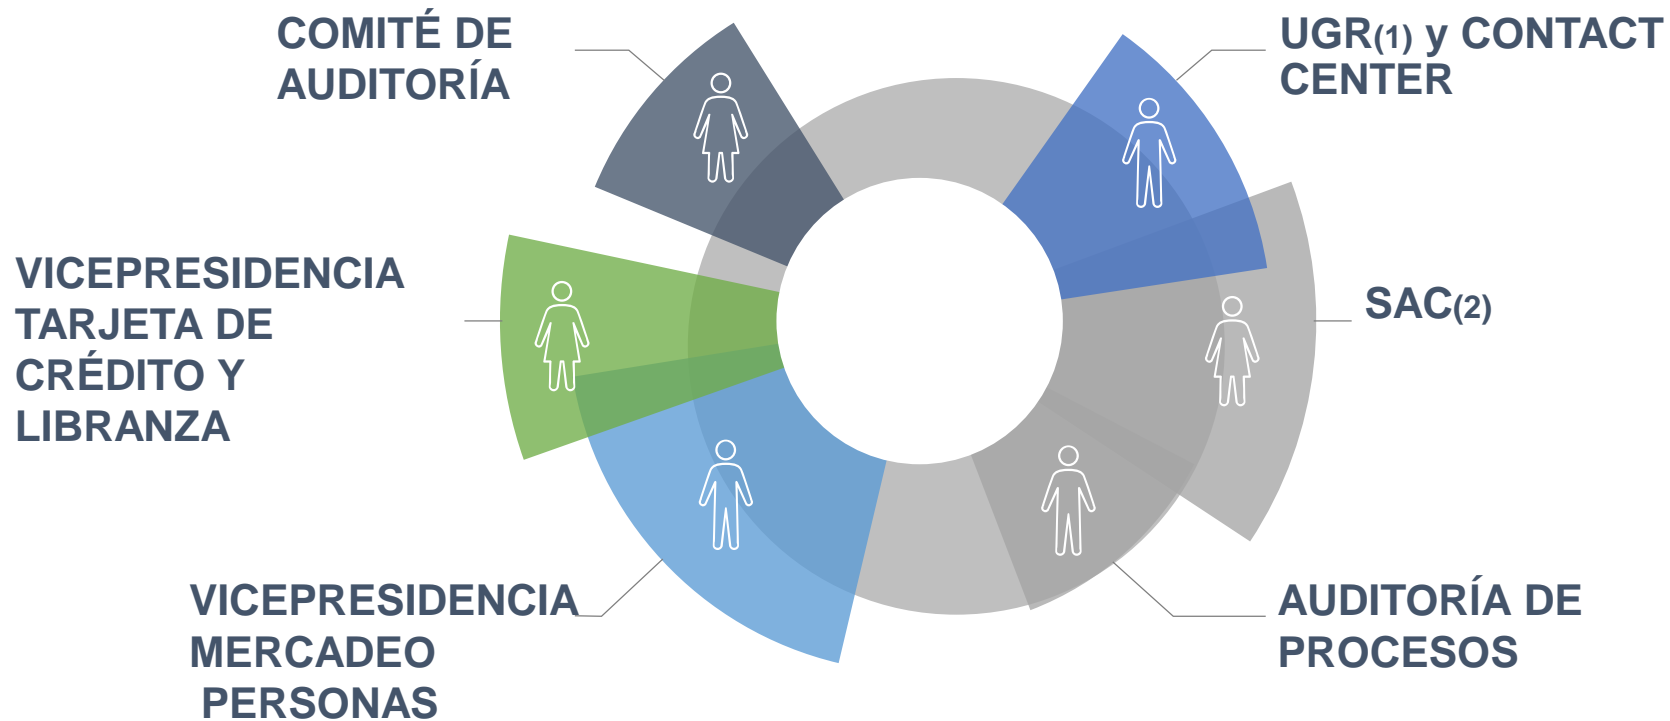 COMITÉ DE
AUDITORÍA
UGR(1) y CONTACT
CENTER
VICEPRESIDENCIA
TARJETA DE
CRÉDITO Y
LIBRANZA
SAC(2)
VICEPRESIDENCIA
MERCADEO
PERSONAS
AUDITORÍA DE
PROCESOS